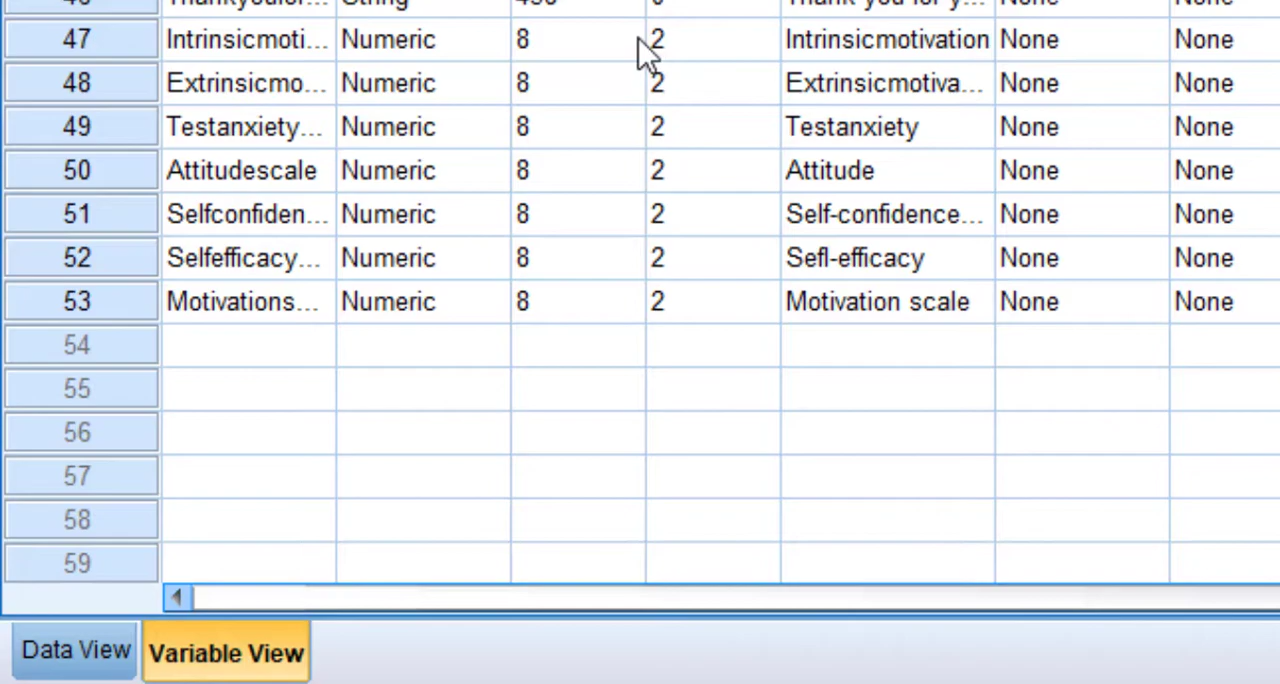 47 Intrinsicmoti... Numeric 8 2 Intrinsicmotivation None None
48 Extrinsicmo... Numeric 8 2 Extrinsicmotiva... None None
49 Testanxiety... Numeric 8 2 Testanxiety None None
50 Attitudescale Numeric 8 2 Attitude None None
51 Selfconfiden... Numeric 8 2 Self-confidence... None None
52 Selfefficacy... Numeric 8 2 Sefl-efficacy None None
53 Motivations... Numeric 8 2 Motivation scale None None
54
55
56
57
58
59
Data View Variable View